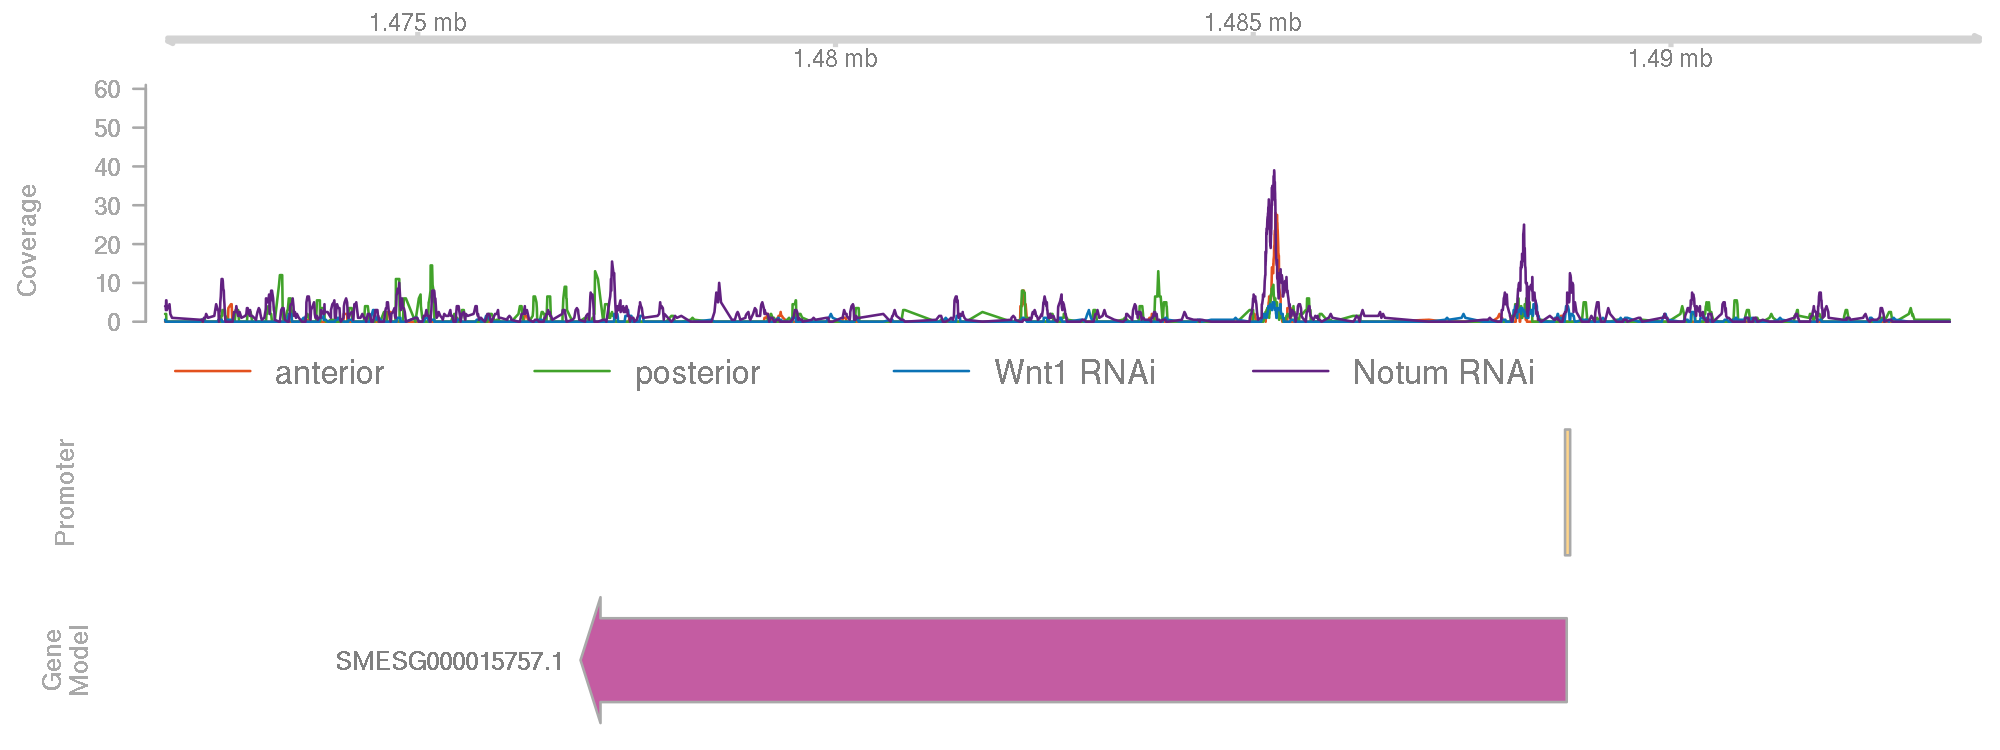 1.475 mb
1.485 mb
1.48 mb
1.49 mb
Coverage
60
50
40
30
20
10
0
anterior
posterior
Wnt1 RNAi
Notum RNAi
Promoter
Gene
Model
SMESG000015757.1